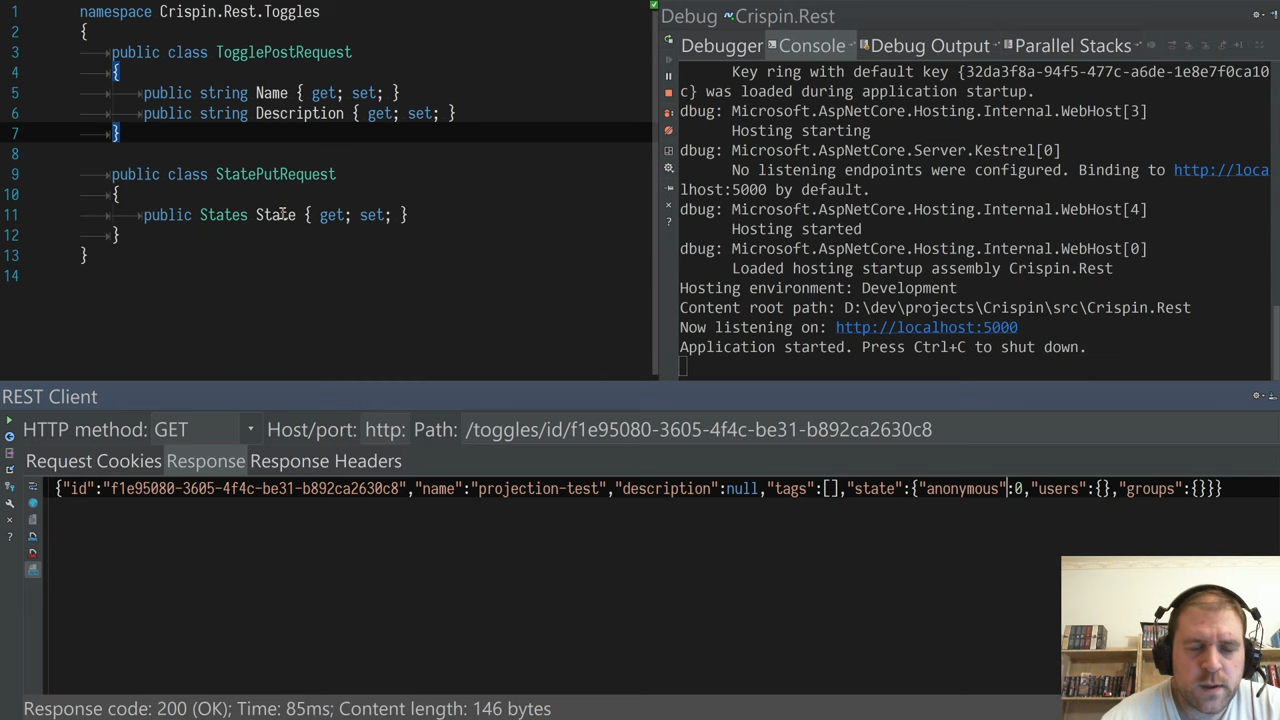 1 namespace Crispin.Rest.Toggles
2 {
3 public class TogglePostRequest
4 {
5 public string Name { get; set; }
6 public string Description { get; set; }
7 }
8
9 public class StatePutRequest
10 {
11 public States State { get; set; }
12 }
13 }
14
Debug Crispin.Rest
Debugger Console Debug Output Parallel Stacks
Key ring with default key {32da3f8a-94f5-477c-a6de-1e8e7f0ca10
c} was loaded during application startup.
dbug: Microsoft.AspNetCore.Hosting.Internal.WebHost[3]
Hosting starting
dbug: Microsoft.AspNetCore.Server.Kestrel[0]
No listening endpoints were configured. Binding to http://loca
lhost:5000 by default.
dbug: Microsoft.AspNetCore.Hosting.Internal.WebHost[4]
Hosting started
dbug: Microsoft.AspNetCore.Hosting.Internal.WebHost[0]
Loaded hosting startup assembly Crispin.Rest
Hosting environment: Development
Content root path: D:\dev\projects\Crispin\src\Crispin.Rest
Now listening on: http://localhost:5000
Application started. Press Ctrl+C to shut down.
REST Client
HTTP method: GET Host/port: http: Path: /toggles/id/f1e95080-3605-4f4c-be31-b892ca2630c8
Request Cookies Response Response Headers
{"id":"f1e95080-3605-4f4c-be31-b892ca2630c8","name":"projection-test","description":null,"tags":[],"state":{"anonymous":0,"users":{},"groups":{}}}
Response code: 200 (OK); Time: 85ms; Content length: 146 bytes